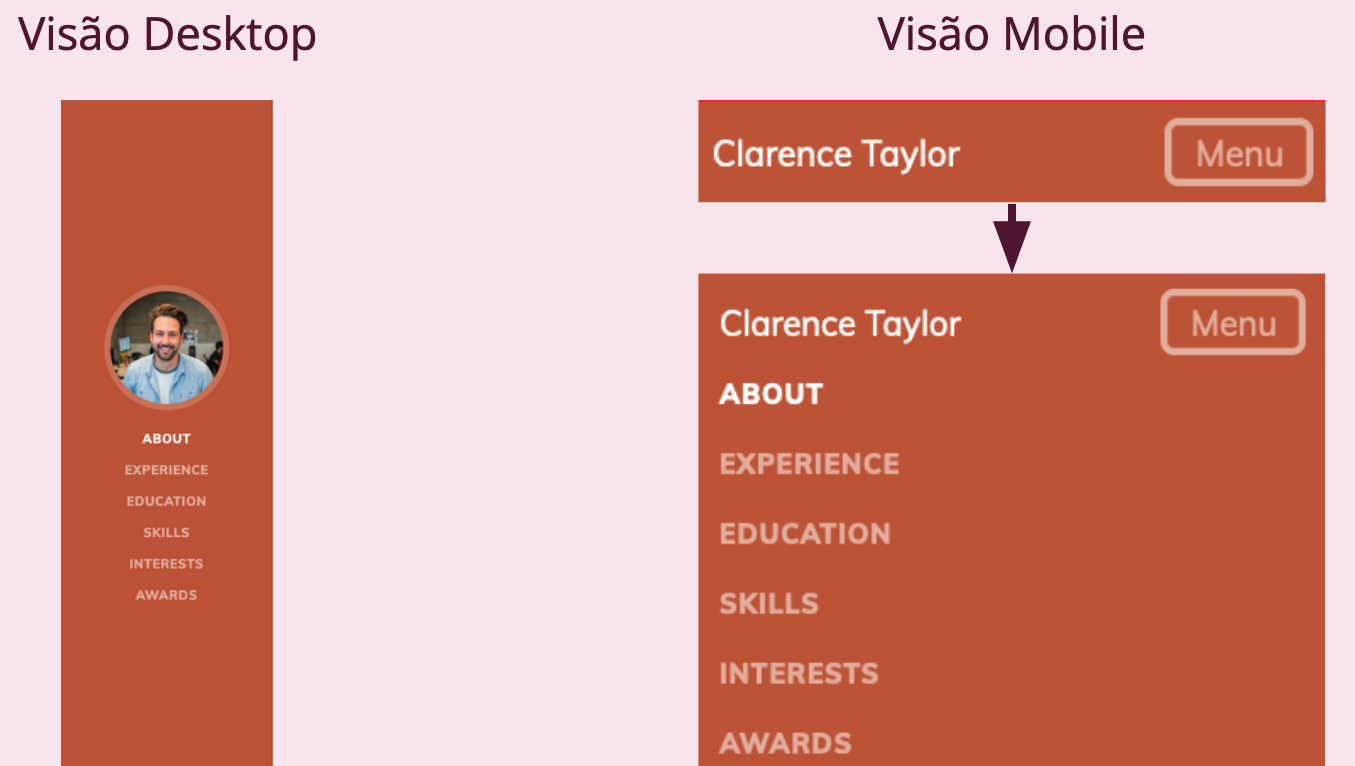 Visão Desktop
ABOUT
EXPERIENCE
EDUCATION
SKILLS
INTERESTS
AWARDS
Visão Mobile
Clarence Taylor
Menu
Clarence Taylor
Menu
ABOUT
EXPERIENCE
EDUCATION
SKILLS
INTERESTS
AWARDS